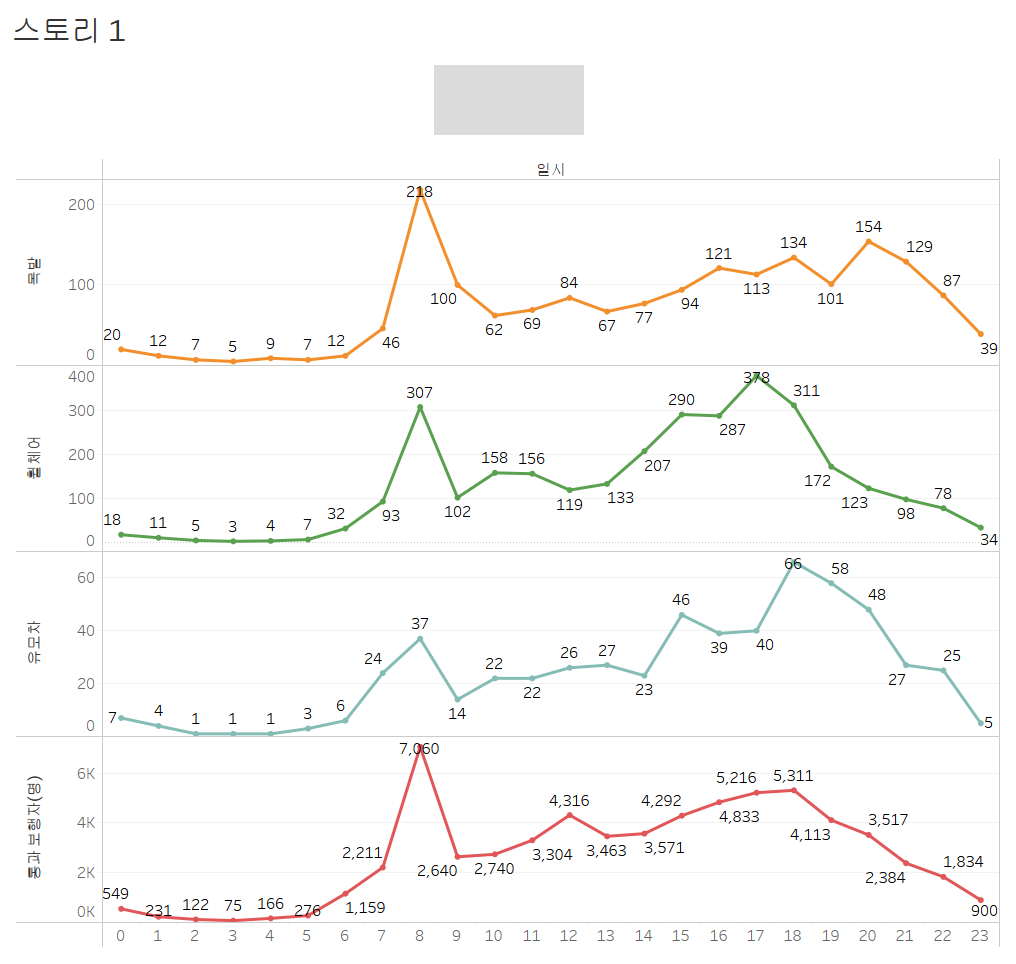 스토리 1
일시
목발
200
100
0
20 12 7 5 9 7 12 46 218 100 62 69 84 67 77 94 121 113 134 101 154 129 87 39
휠체어
400
300
200
100
0
18 11 5 3 4 7 32 93 307 102 158 156 119 133 207 290 287 378 311 172 123 98 78 34
유모차
60
40
20
0
7 4 1 1 1 3 6 24 37 14 22 22 26 27 23 46 39 40 66 58 48 27 25 5
통과 보행자(명)
6K
4K
2K
0K
549 231 122 75 166 276 1,159 2,211 7,060 2,640 2,740 3,304 4,316 3,463 3,571 4,292 4,833 5,216 5,311 4,113 3,517 2,384 1,834 900
0 1 2 3 4 5 6 7 8 9 10 11 12 13 14 15 16 17 18 19 20 21 22 23